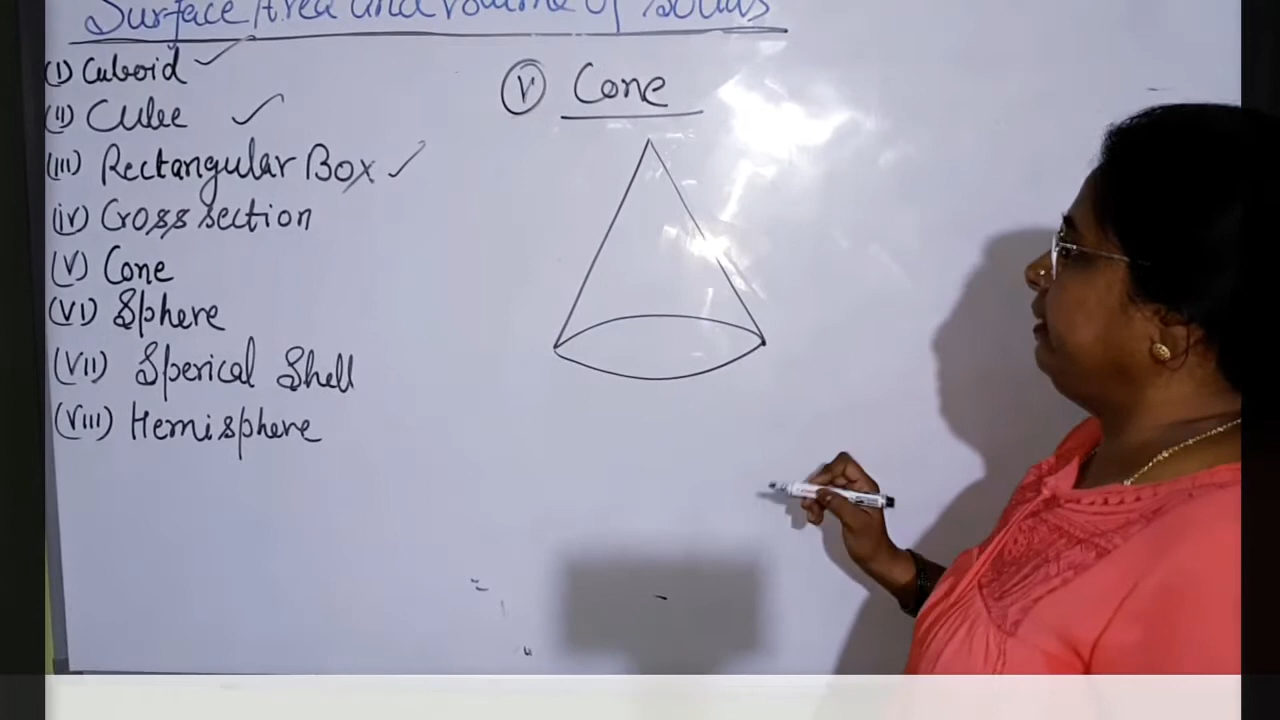 Surface Area and Volume of Solids
(I) Cuboid ✓
(II) Cube ✓
(III) Rectangular Box ✓
(iv) Cross section
(V) Cone
(VI) Sphere
(VII) Sperical Shell
(VIII) Hemisphere
(V) Cone